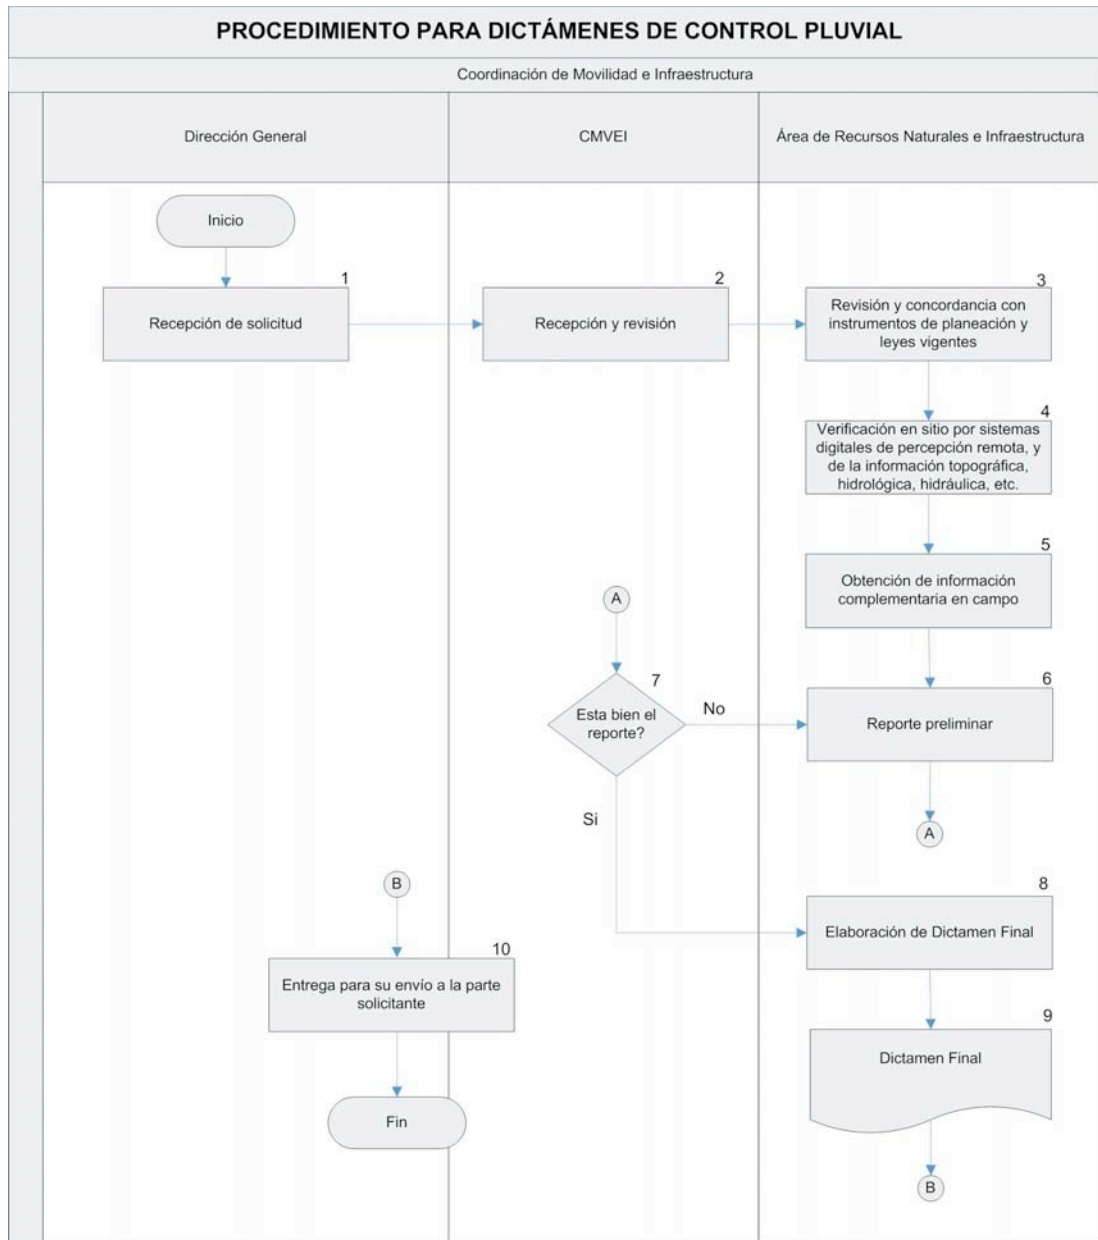 PROCEDIMIENTO PARA DICTÁMENES DE CONTROL PLUVIAL
Coordinación de Movilidad e Infraestructura
Dirección General
CMVEI
Área de Recursos Naturales e Infraestructura
Inicio
1
Recepción de solicitud
2
Recepción y revisión
3
Revisión y concordancia con
instrumentos de planeación y
leyes vigentes
4
Verificación en sitio por sistemas
digitales de percepción remota, y
de la información topográfica,
hidrológica, hidráulica, etc.
5
Obtención de información
complementaria en campo
A
7
Esta bien el
reporte?
No
6
Reporte preliminar
Si
A
B
8
Elaboración de Dictamen Final
10
Entrega para su envío a la parte
solicitante
9
Dictamen Final
Fin
B